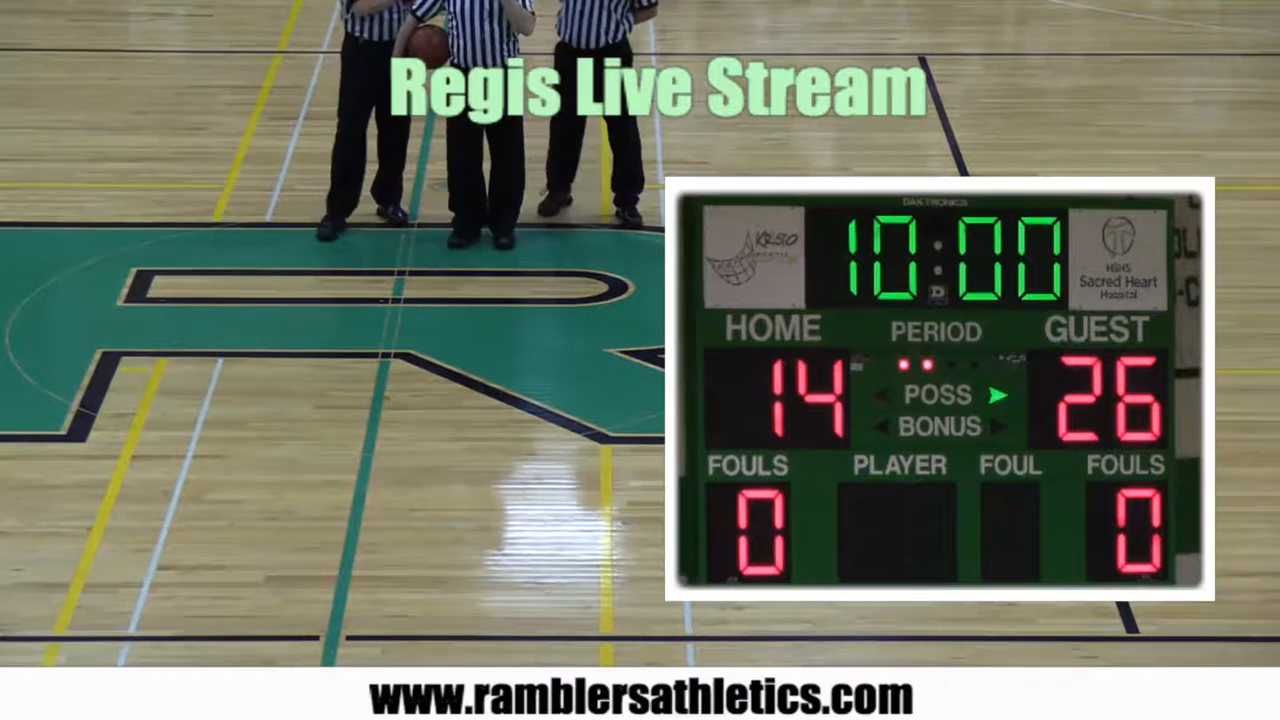 Regis Live Stream
DAKTRONICS
10:00
HSHS
Sacred Heart
Hospital
HOME PERIOD GUEST
14 POSS 26
BONUS
FOULS PLAYER FOUL FOULS
0 0
www.ramblersathletics.com